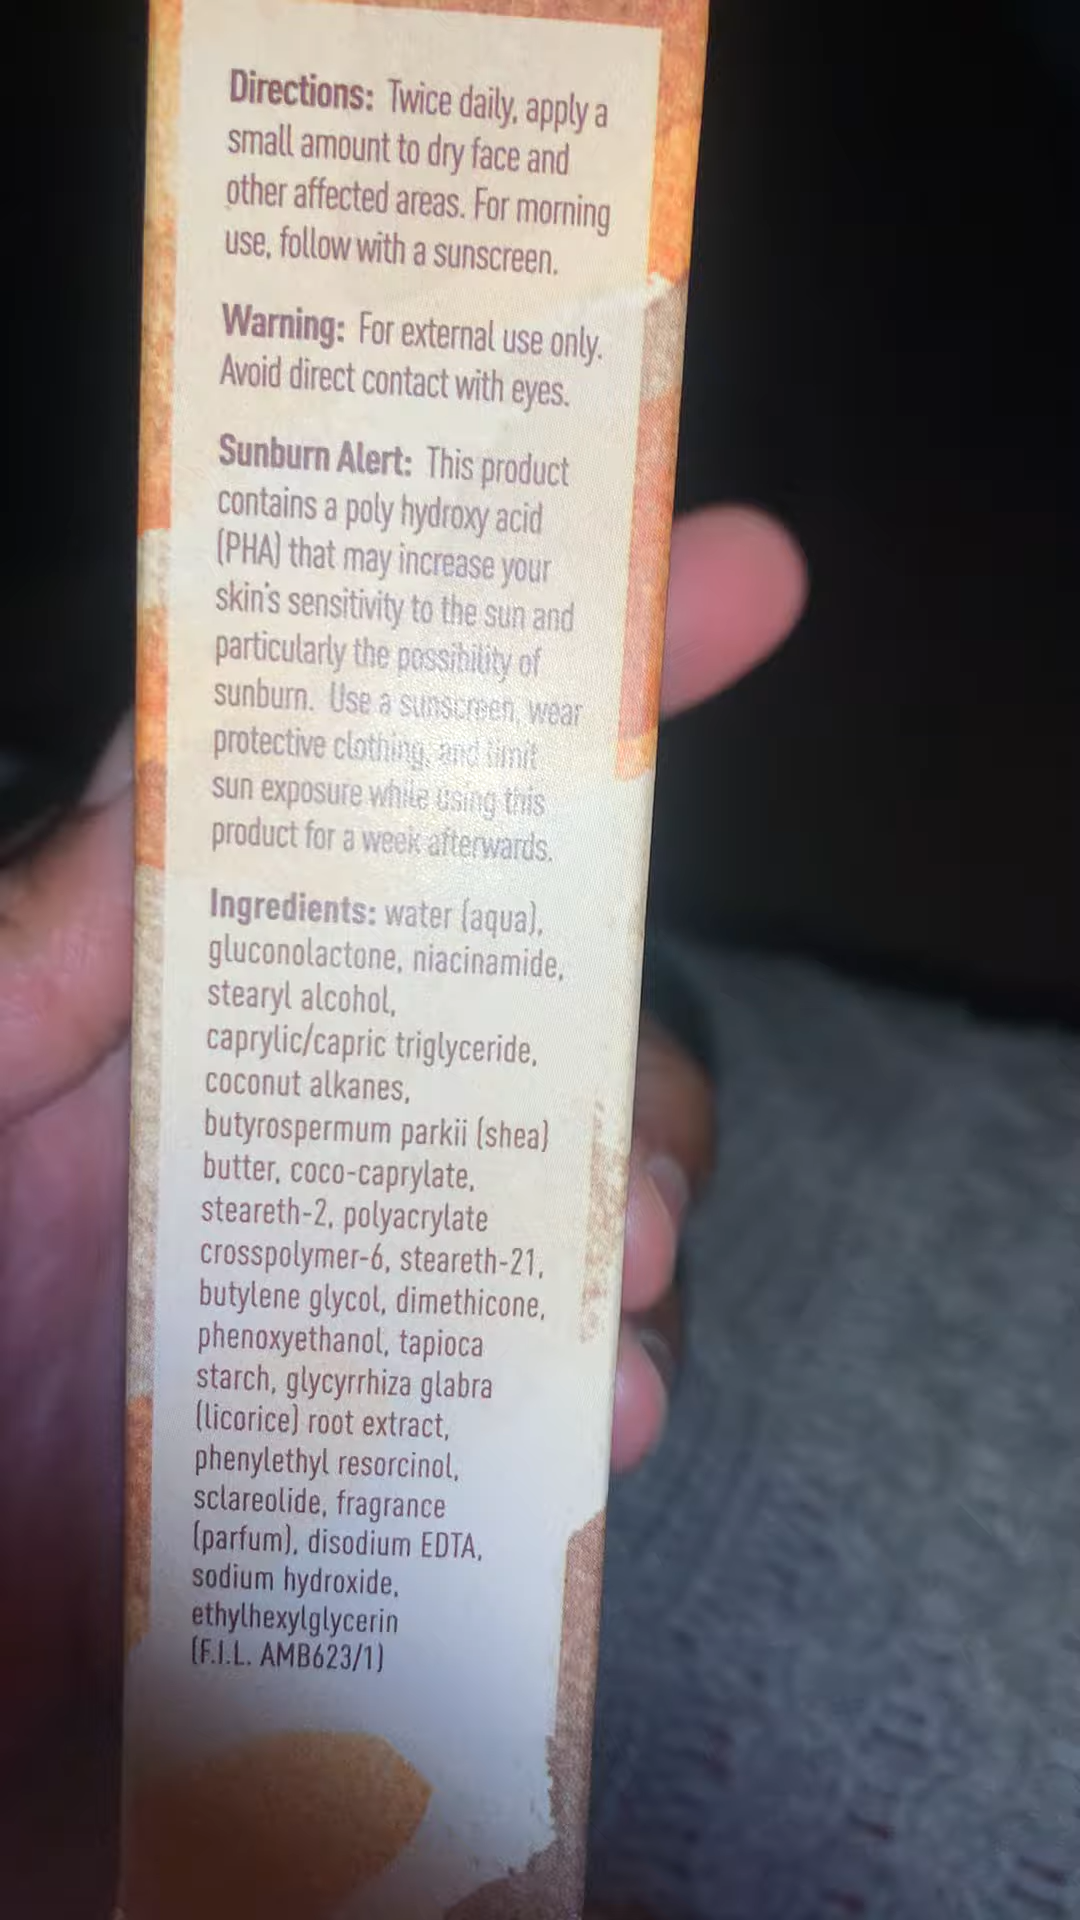 Directions: Twice daily, apply a
small amount to dry face and
other affected areas. For morning
use, follow with a sunscreen.
Warning: For external use only.
Avoid direct contact with eyes.
Sunburn Alert: This product
contains a poly hydroxy acid
(PHA) that may increase your
skin's sensitivity to the sun and
particularly the possibility of
sunburn. Use a sunscreen, wear
protective clothing, and limit
sun exposure while using this
product for a week afterwards.
Ingredients: water (aqua),
gluconolactone, niacinamide,
stearyl alcohol,
caprylic/capric triglyceride,
coconut alkanes,
butyrospermum parkii (shea)
butter, coco-caprylate,
steareth-2, polyacrylate
crosspolymer-6, steareth-21,
butylene glycol, dimethicone,
phenoxyethanol, tapioca
starch, glycyrrhiza glabra
(licorice) root extract,
phenylethyl resorcinol,
sclareolide, fragrance
(parfum), disodium EDTA,
sodium hydroxide,
ethylhexylglycerin
(F.I.L. AMB623/1)